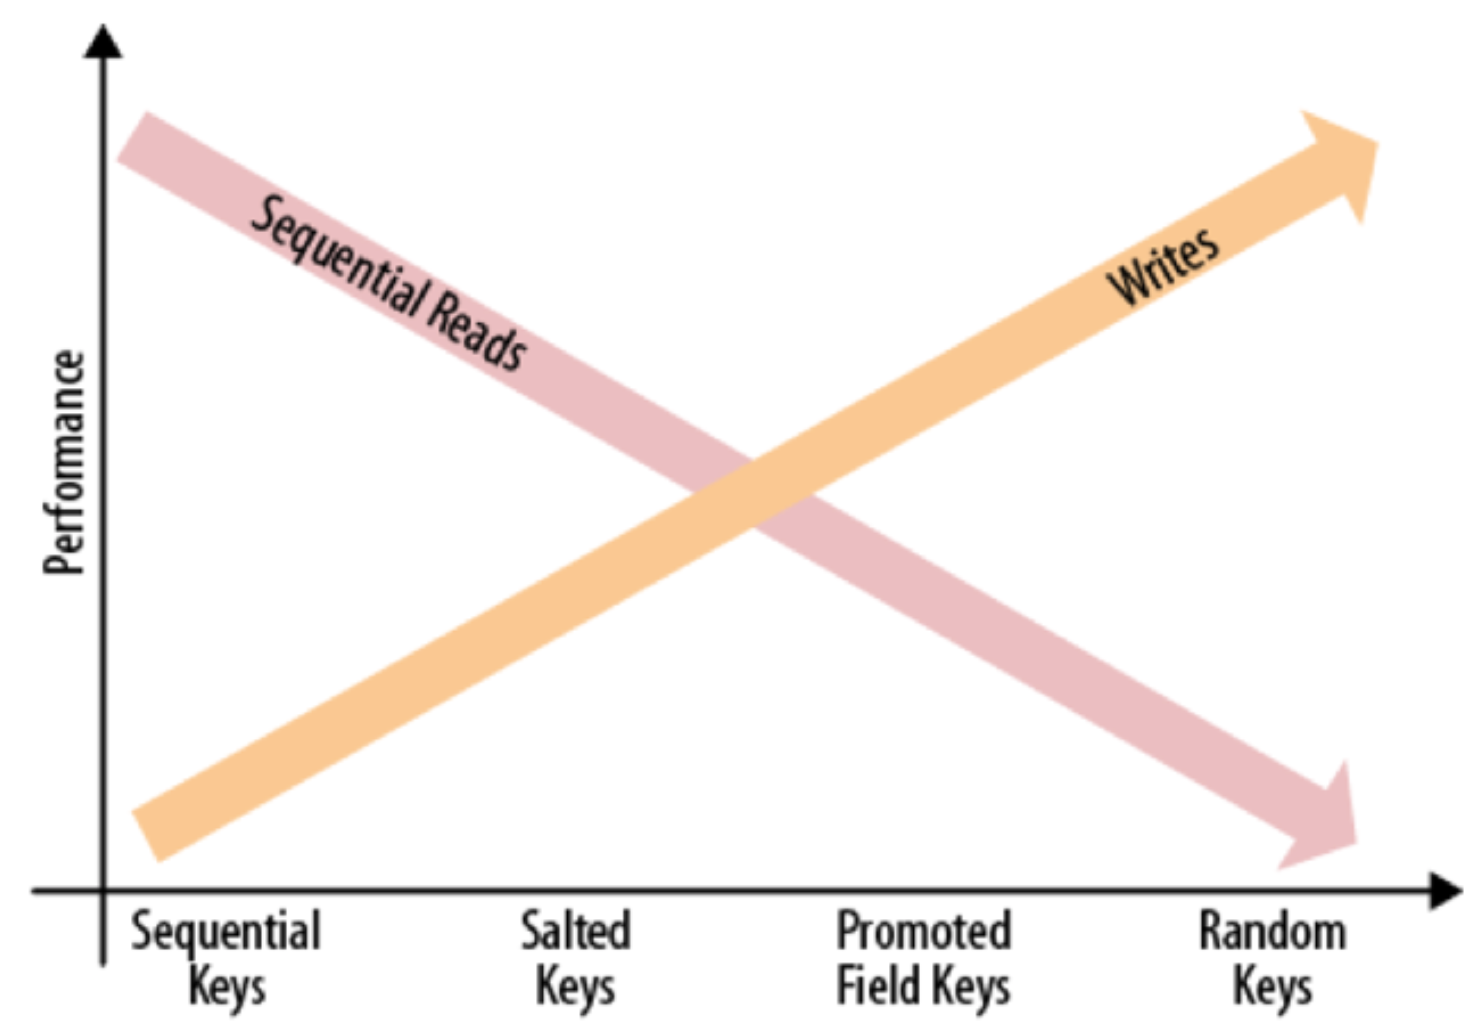 Perfomance
Sequential Reads
Writes
Sequential
Keys
Salted
Keys
Promoted
Field Keys
Random
Keys